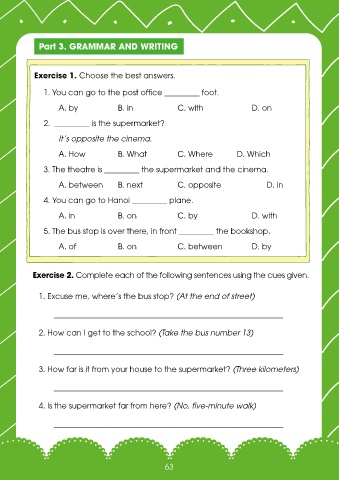 Part 3. GRAMMAR AND WRITING
Exercise 1. Choose the best answers.
1. You can go to the post office ________ foot.
A. by B. in C. with D. on
2. ________ is the supermarket?
It's opposite the cinema.
A. How B. What C. Where D. Which
3. The theatre is ________ the supermarket and the cinema.
A. between B. next C. opposite D. in
4. You can go to Hanoi ________ plane.
A. in B. on C. by D. with
5. The bus stop is over there, in front ________ the bookshop.
A. of B. on C. between D. by
Exercise 2. Complete each of the following sentences using the cues given.
1. Excuse me, where's the bus stop? (At the end of street)
2. How can I get to the school? (Take the bus number 13)
3. How far is it from your house to the supermarket? (Three kilometers)
4. Is the supermarket far from here? (No, five-minute walk)
63